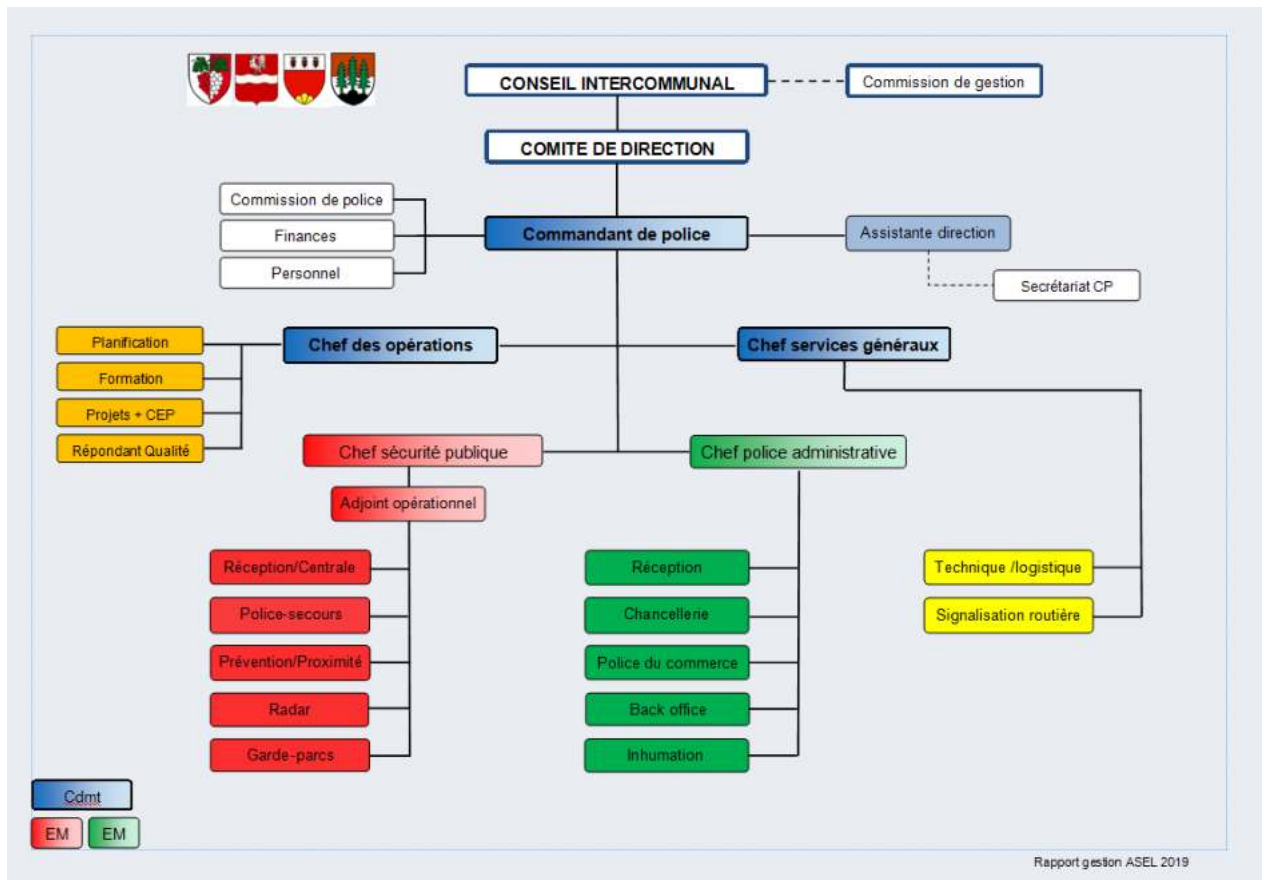 CONSEIL INTERCOMMUNAL
Commission de gestion
COMITE DE DIRECTION
Commission de police
Finances
Personnel
Commandant de police
Assistante direction
Secrétariat CP
Planification
Formation
Projets + CEP
Répondant Qualité
Chef des opérations
Chef services généraux
Chef sécurité publique
Adjoint opérationnel
Chef police administrative
Réception/Centrale
Police-secours
Prévention/Proximité
Radar
Garde-parcs
Réception
Chancellerie
Police du commerce
Back office
Inhumation
Technique /logistique
Signalisation routière
Cdmt
EM
EM
Rapport gestion ASEL 2019